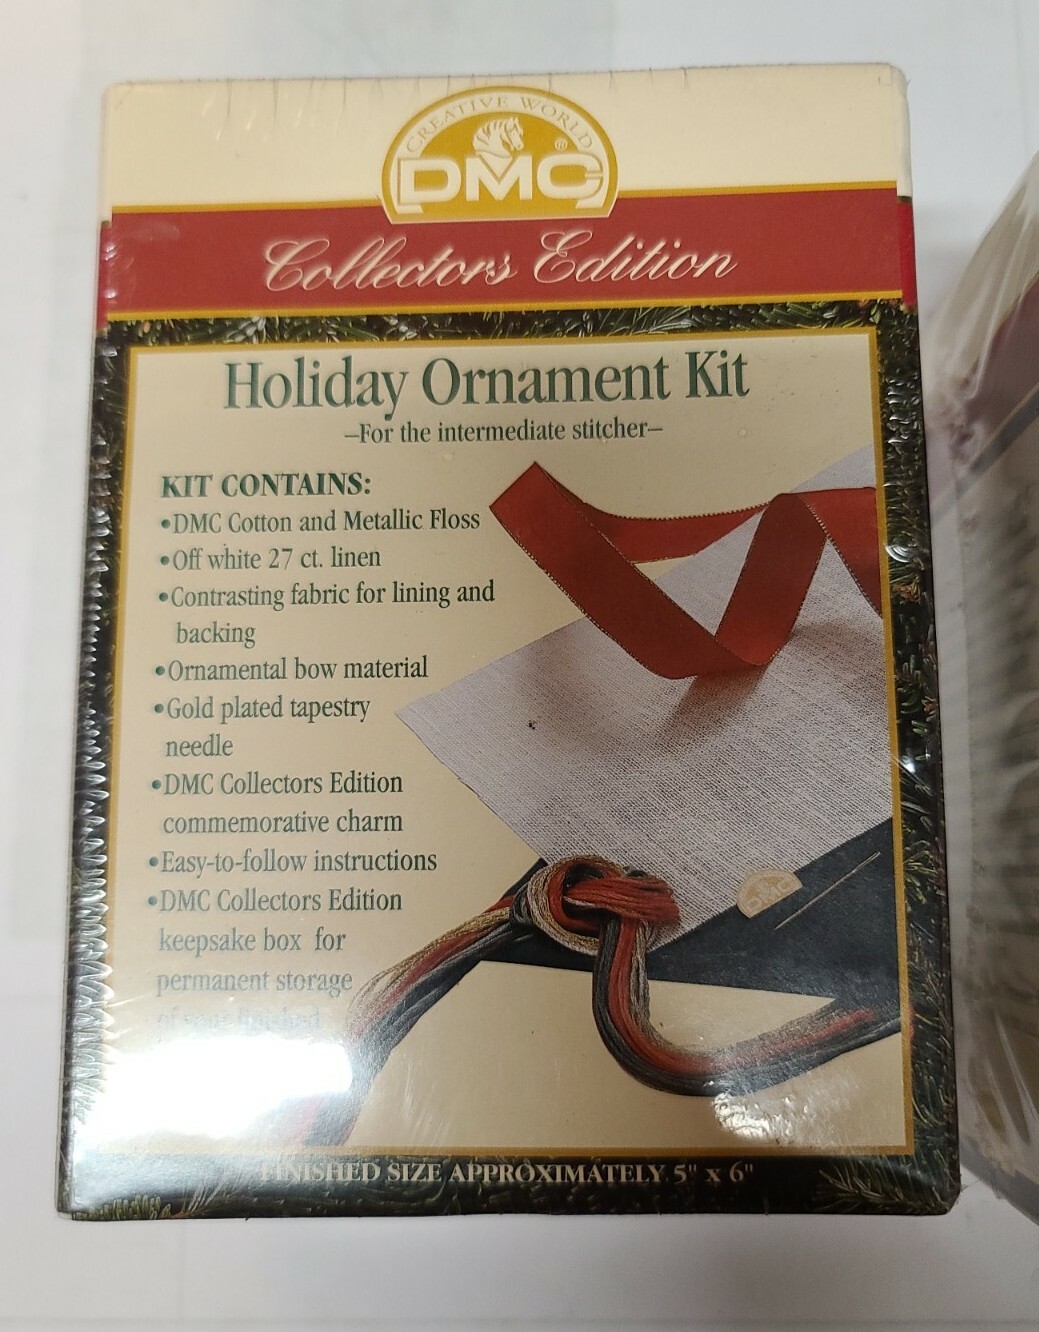 CREATIVE WORLD
DMC®
Collectors Edition
Holiday Ornament Kit
–For the intermediate stitcher–
KIT CONTAINS:
•DMC Cotton and Metallic Floss
•Off white 27 ct. linen
•Contrasting fabric for lining and
backing
•Ornamental bow material
•Gold plated tapestry
needle
•DMC Collectors Edition
commemorative charm
•Easy-to-follow instructions
•DMC Collectors Edition
keepsake box for
permanent storage
of your finished
DMC
FINISHED SIZE APPROXIMATELY 5" x 6"